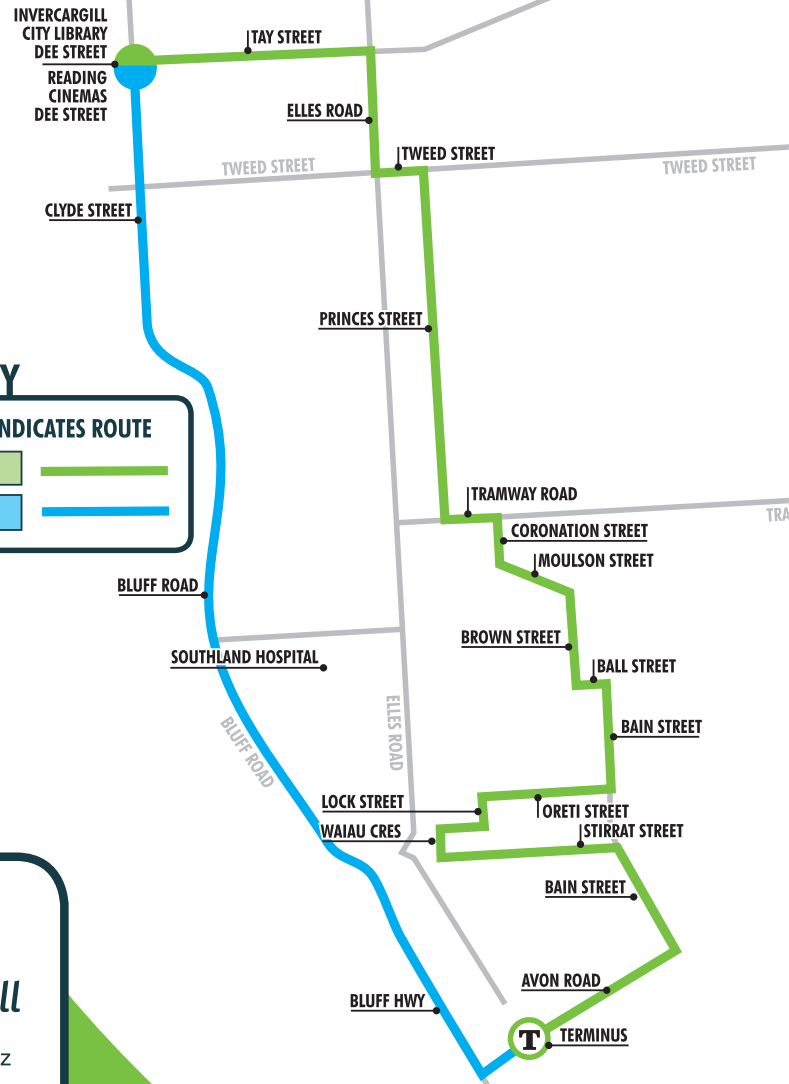 INVERCARGILL
CITY LIBRARY
DEE STREET
READING
CINEMAS
DEE STREET
TAY STREET
ELLES ROAD
TWEED STREET
TWEED STREET
TWEED STREET
CLYDE STREET
PRINCES STREET
Y
NDICATES ROUTE
TRAMWAY ROAD
TRA
CORONATION STREET
MOULSON STREET
BLUFF ROAD
BROWN STREET
SOUTHLAND HOSPITAL
BALL STREET
BLUFF ROAD
ELLES ROAD
BAIN STREET
LOCK STREET
ORETI STREET
WAIAU CRES
STIRRAT STREET
BAIN STREET
AVON ROAD
ll
BLUFF HWY
T
TERMINUS
z